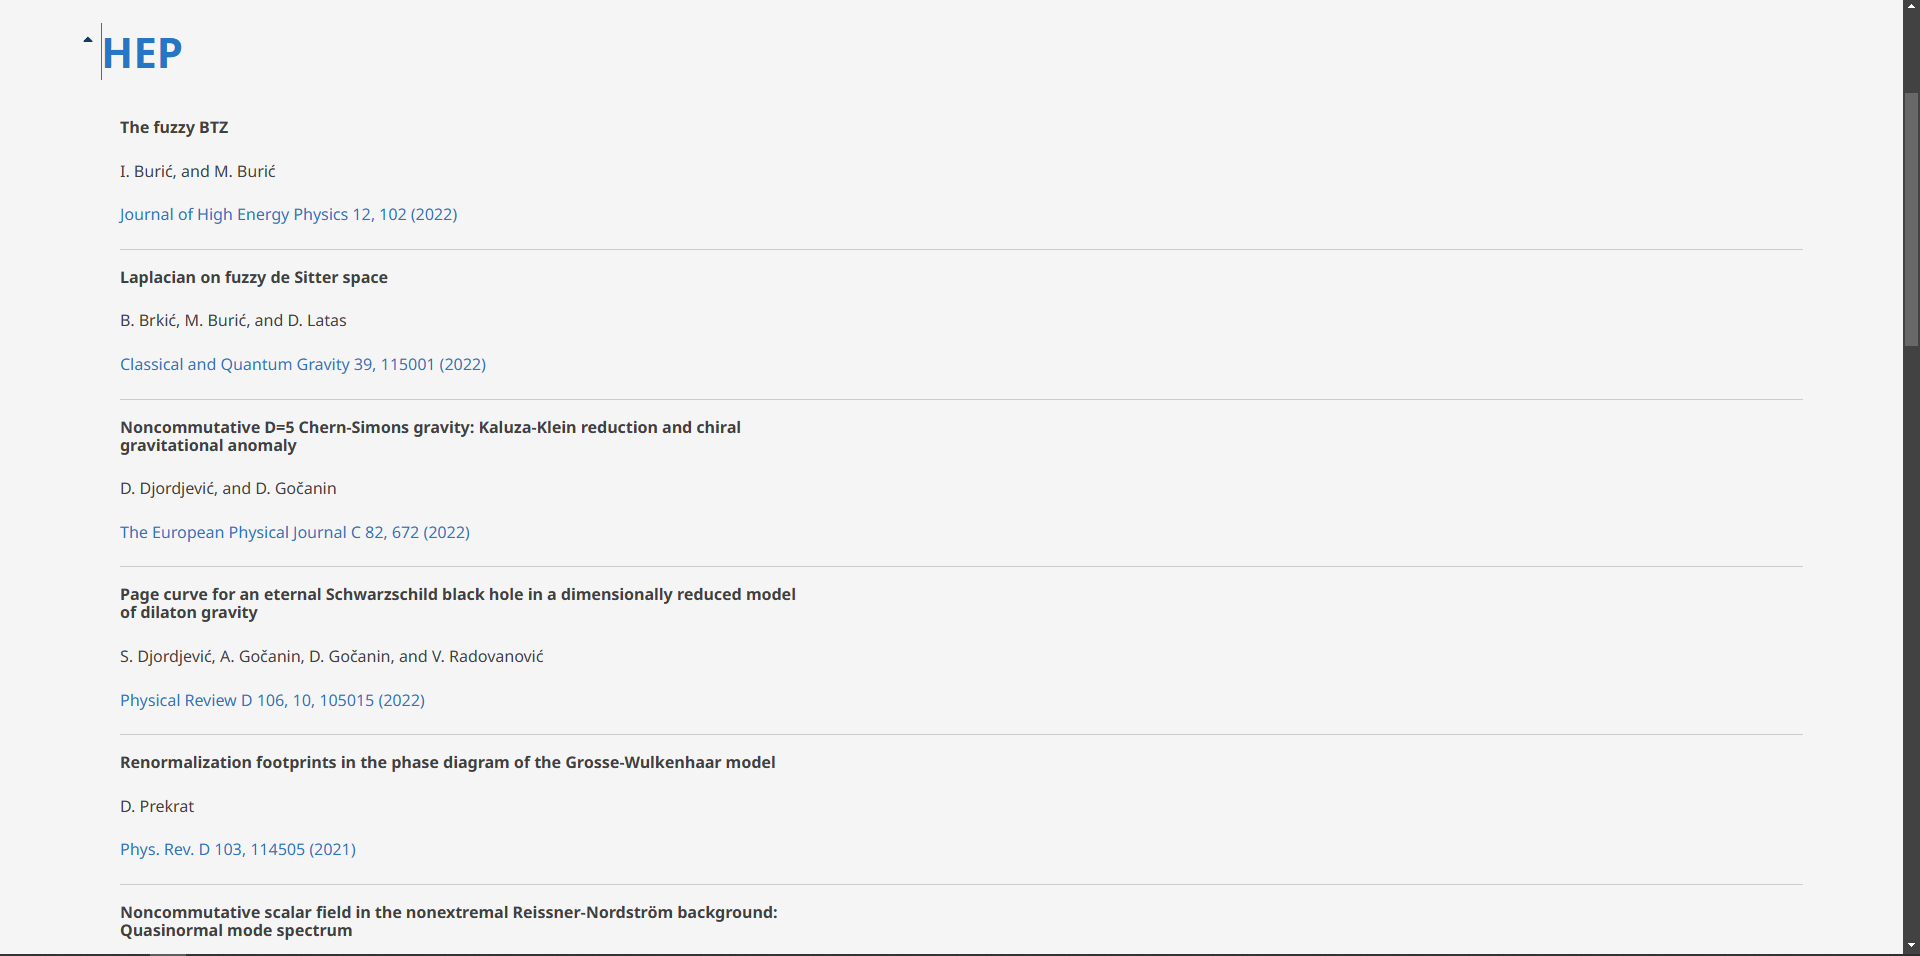 HEP
The fuzzy BTZ
I. Burić, and M. Burić
Journal of High Energy Physics 12, 102 (2022)
Laplacian on fuzzy de Sitter space
B. Brkić, M. Burić, and D. Latas
Classical and Quantum Gravity 39, 115001 (2022)
Noncommutative D=5 Chern-Simons gravity: Kaluza-Klein reduction and chiral
gravitational anomaly
D. Djordjević, and D. Gočanin
The European Physical Journal C 82, 672 (2022)
Page curve for an eternal Schwarzschild black hole in a dimensionally reduced model
of dilaton gravity
S. Djordjević, A. Gočanin, D. Gočanin, and V. Radovanović
Physical Review D 106, 10, 105015 (2022)
Renormalization footprints in the phase diagram of the Grosse-Wulkenhaar model
D. Prekrat
Phys. Rev. D 103, 114505 (2021)
Noncommutative scalar field in the nonextremal Reissner-Nordström background:
Quasinormal mode spectrum